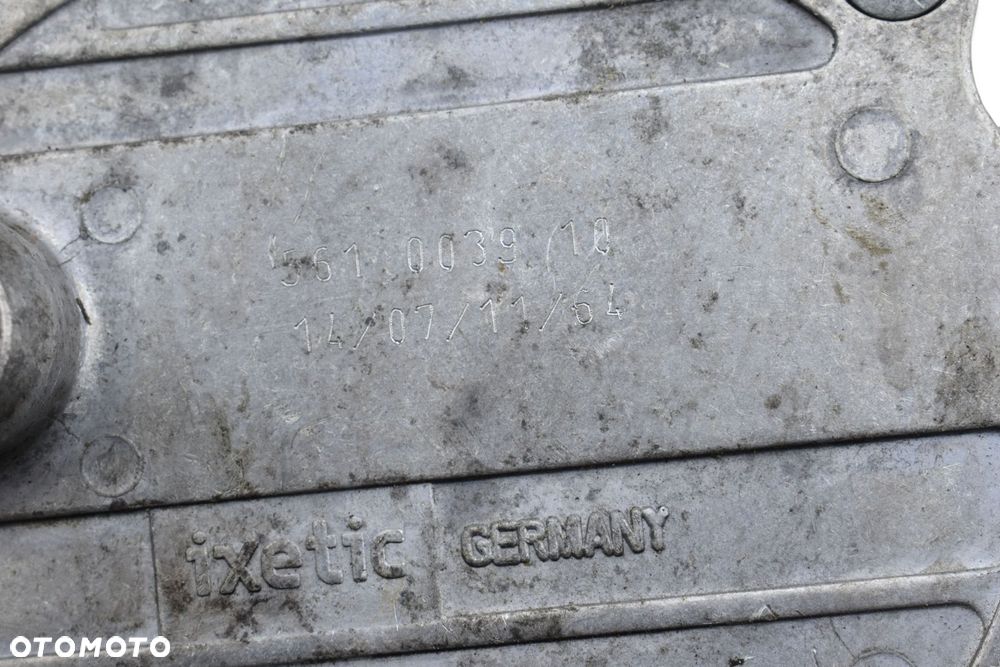 561 0039/10
14/07/11/64
ixetic GERMANY
OTOMOTO